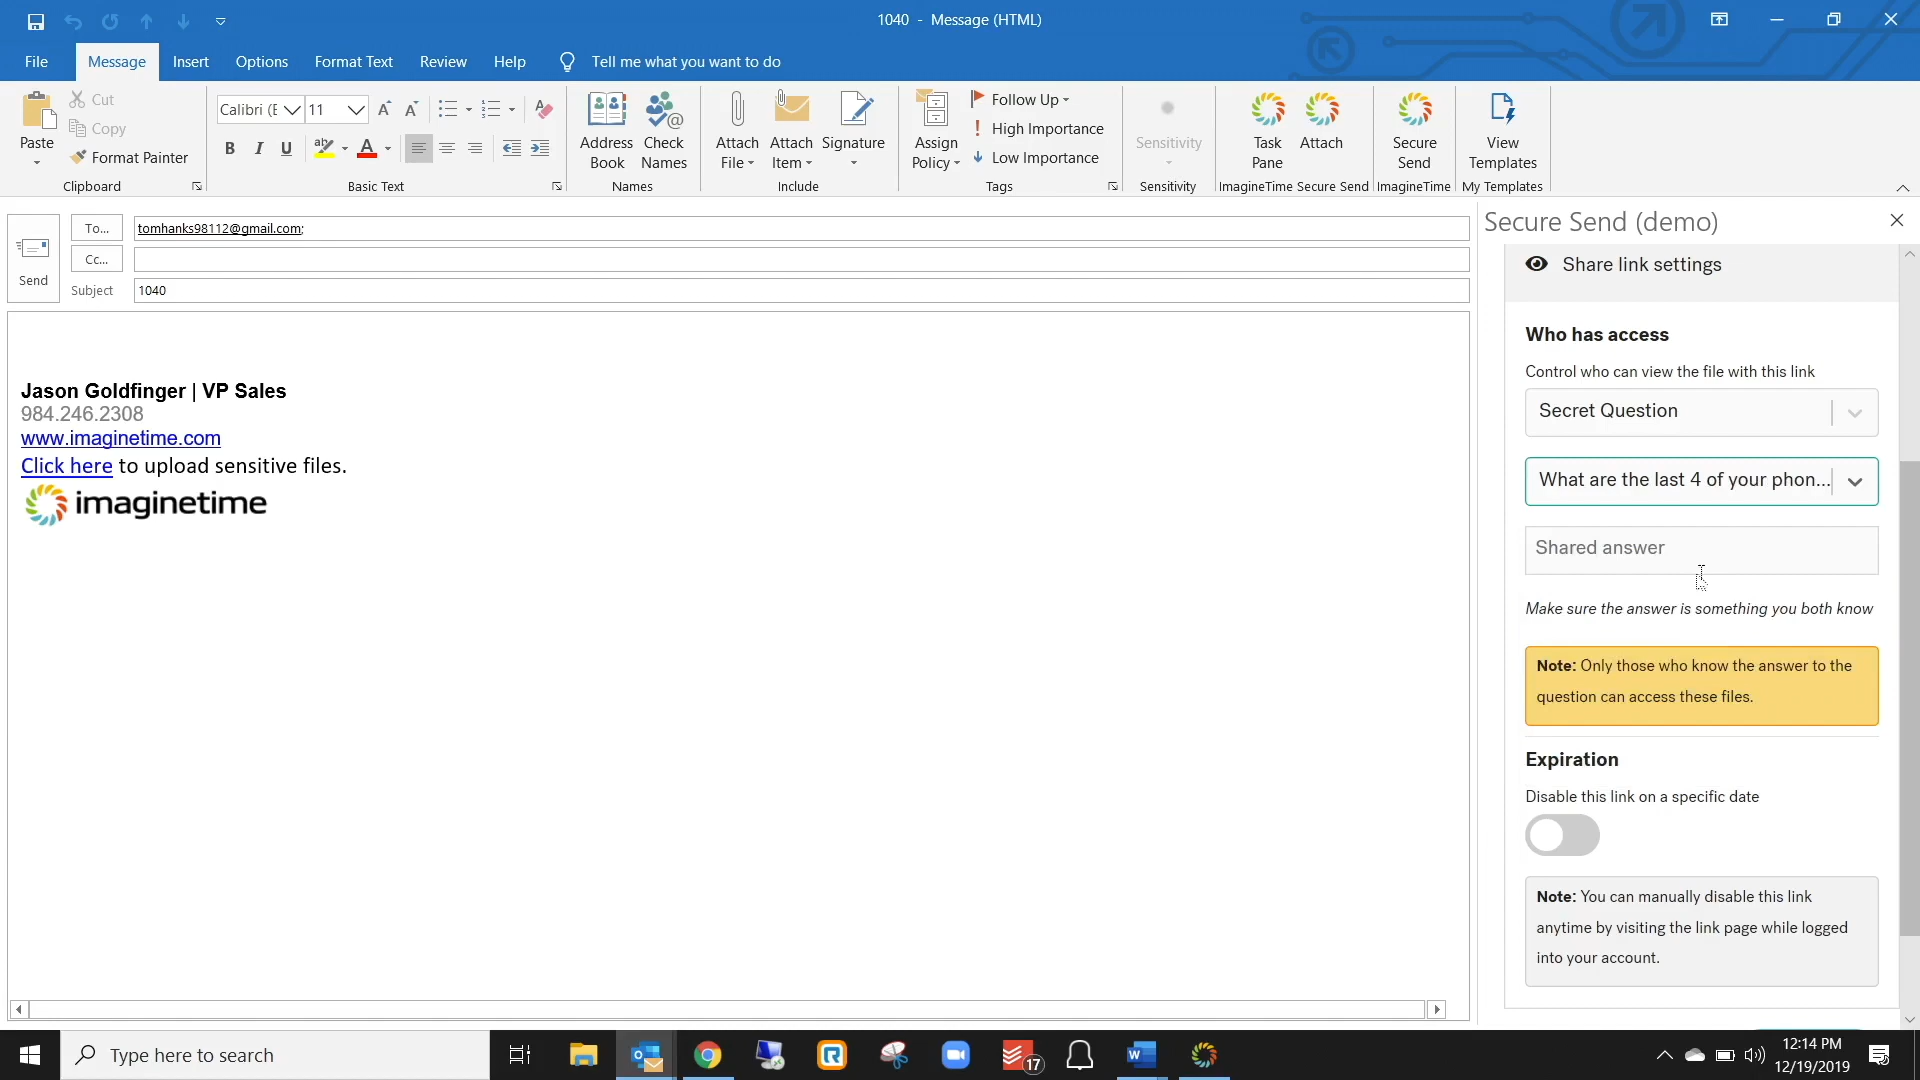 1040 - Message (HTML)
File Message Insert Options Format Text Review Help Tell me what you want to do
Paste
Cut
Copy
Format Painter
Clipboard
Calibri (E 11
B I U ab A
Basic Text
Address Book
Check Names
Names
Attach File
Attach Item
Signature
Include
Assign Policy
Follow Up
High Importance
Low Importance
Tags
Sensitivity
Sensitivity
Task Pane
Attach
ImagineTime Secure Send
Secure Send
ImagineTime
View Templates
My Templates
Send
To... tomhanks98112@gmail.com;
Cc...
Subject 1040
Jason Goldfinger | VP Sales
984.246.2308
www.imaginetime.com
Click here to upload sensitive files.
imaginetime
Secure Send (demo)
Share link settings
Who has access
Control who can view the file with this link
Secret Question
What are the last 4 of your phon...
Shared answer
Make sure the answer is something you both know
Note: Only those who know the answer to the
question can access these files.
Expiration
Disable this link on a specific date
Note: You can manually disable this link
anytime by visiting the link page while logged
into your account.
Type here to search
17
12:14 PM
12/19/2019